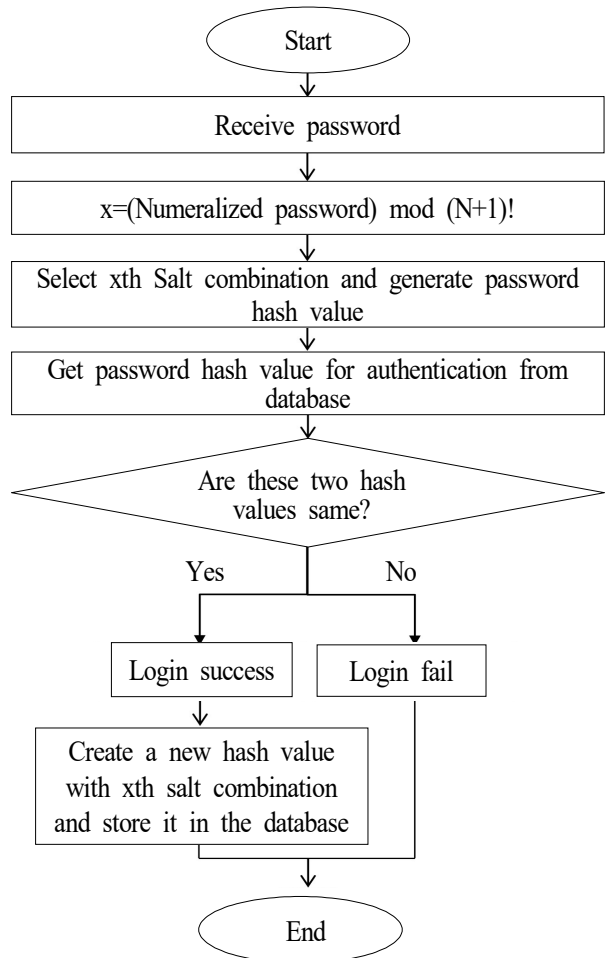 Start
Receive password
x=(Numeralized password) mod (N+1)!
Select xth Salt combination and generate password
hash value
Get password hash value for authentication from
database
Are these two hash
values same?
Yes
No
Login success
Login fail
Create a new hash value
with xth salt combination
and store it in the database
End